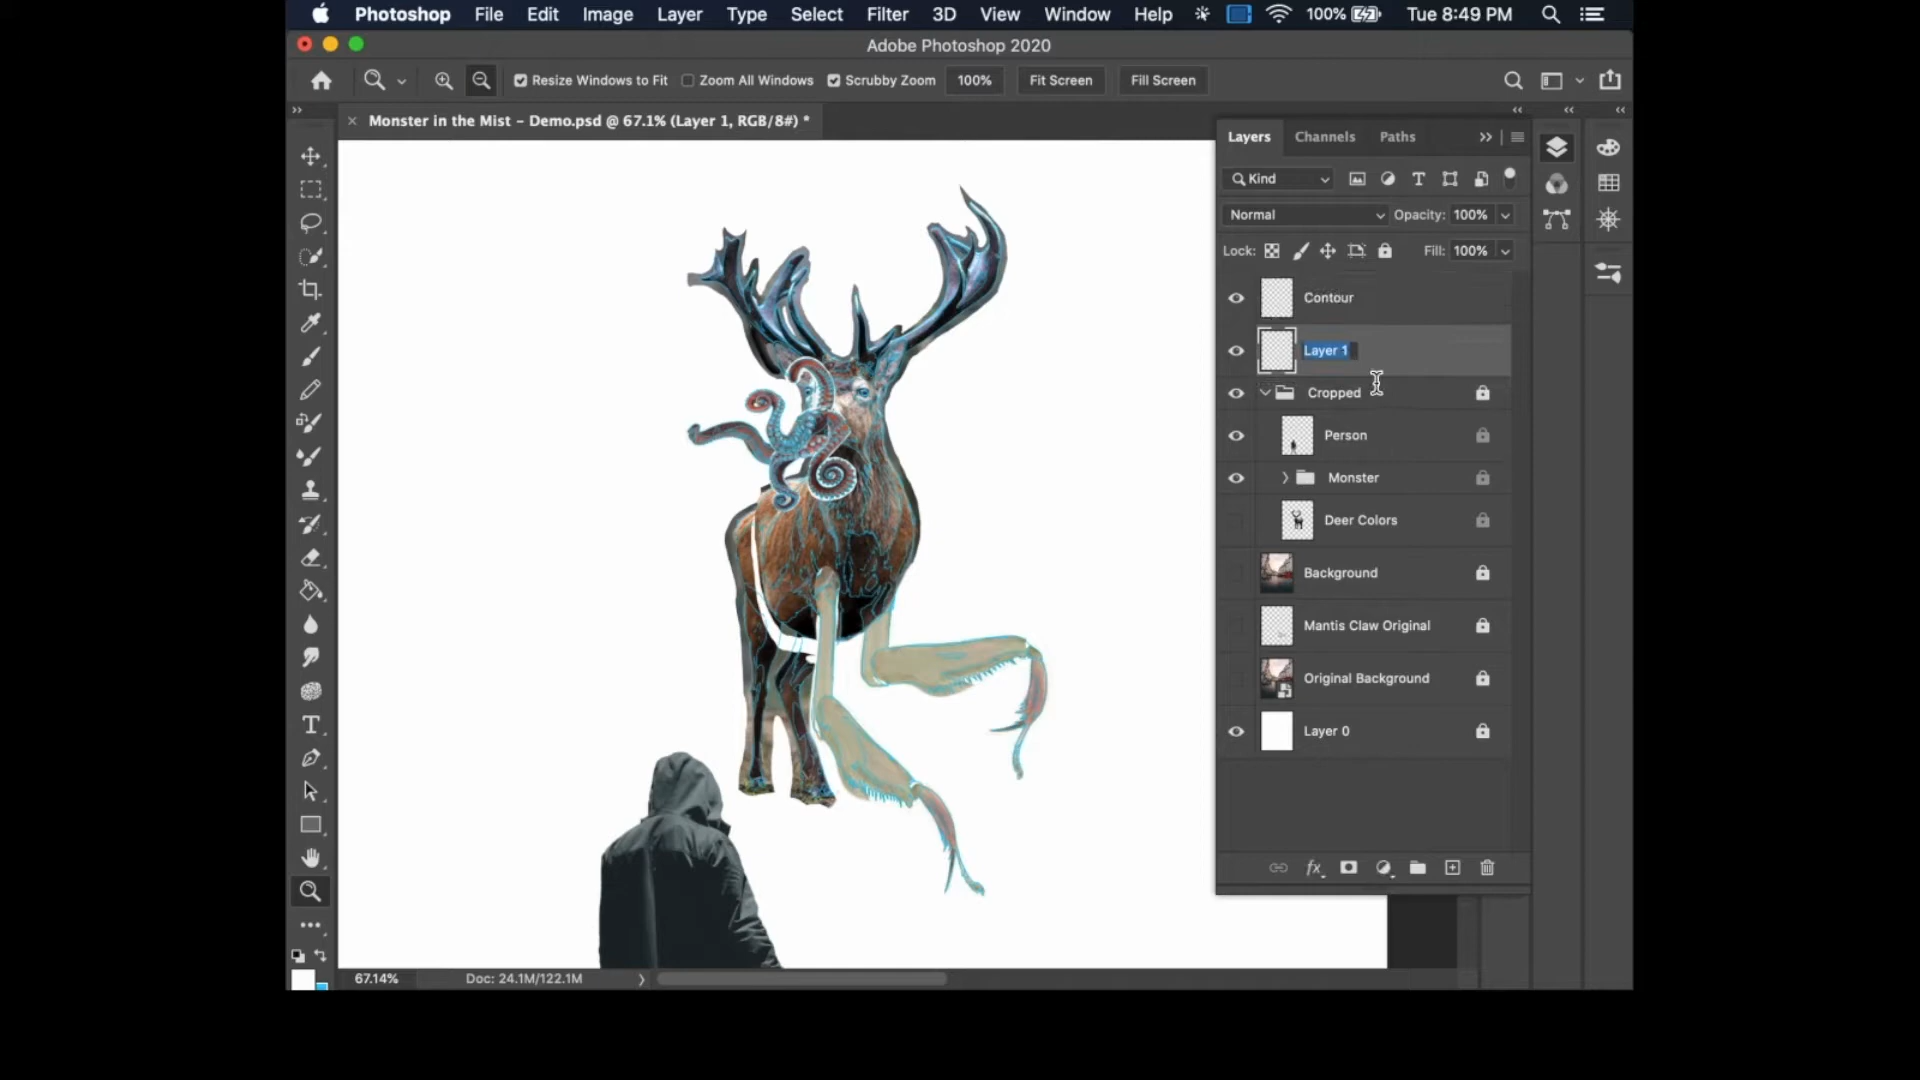 Photoshop File Edit Image Layer Type Select Filter 3D View Window Help 100% Tue 8:49 PM
Adobe Photoshop 2020
Resize Windows to Fit Zoom All Windows Scrubby Zoom 100% Fit Screen Fill Screen
Monster in the Mist – Demo.psd @ 67.1% (Layer 1, RGB/8#) *
Layers Channels Paths
Kind
Normal Opacity: 100%
Lock: Fill: 100%
Contour
Layer 1
Cropped
Person
Monster
Deer Colors
Background
Mantis Claw Original
Original Background
Layer 0
67.14% Doc: 24.1M/122.1M